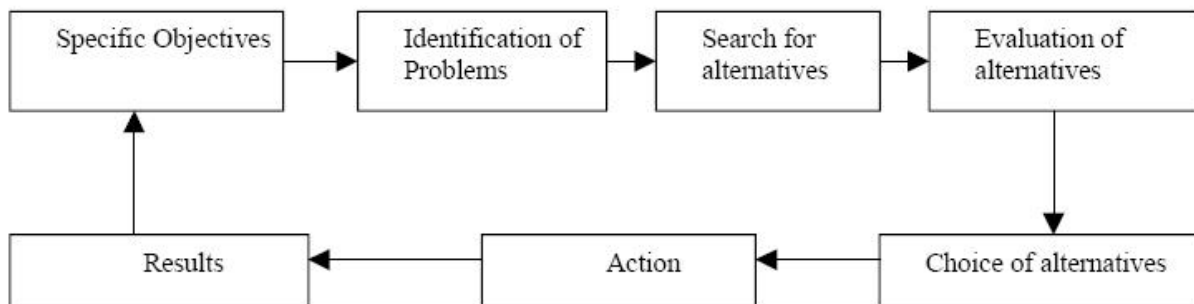 Specific Objectives
Identification of
Problems
Search for
alternatives
Evaluation of
alternatives
Choice of alternatives
Action
Results